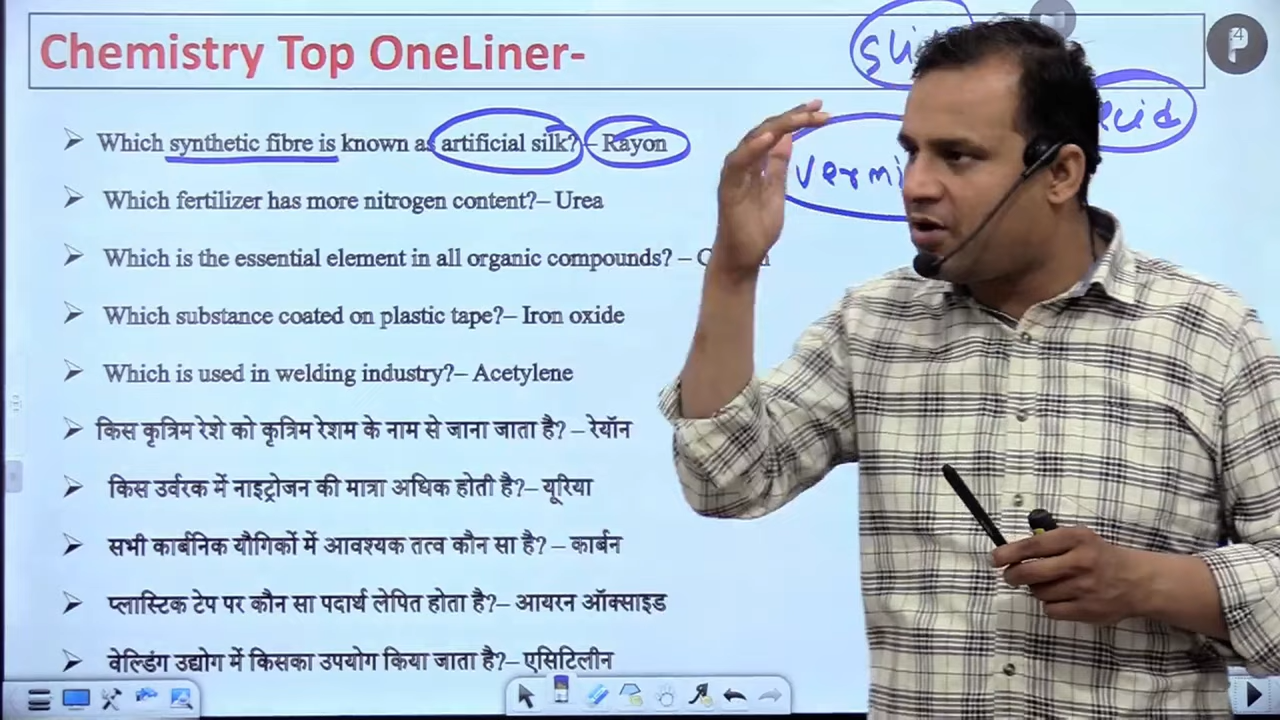 Chemistry Top OneLiner-
Which synthetic fibre is known as artificial silk? – Rayon
Which fertilizer has more nitrogen content?– Urea
Which is the essential element in all organic compounds? –
Which substance coated on plastic tape?– Iron oxide
Which is used in welding industry?– Acetylene
किस कृत्रिम रेशे को कृत्रिम रेशम के नाम से जाना जाता है? – रेयॉन
किस उर्वरक में नाइट्रोजन की मात्रा अधिक होती है?– यूरिया
सभी कार्बनिक यौगिकों में आवश्यक तत्व कौन सा है? – कार्बन
प्लास्टिक टेप पर कौन सा पदार्थ लेपित होता है?– आयरन ऑक्साइड
वेल्डिंग उद्योग में किसका उपयोग किया जाता है?– एसिटिलीन